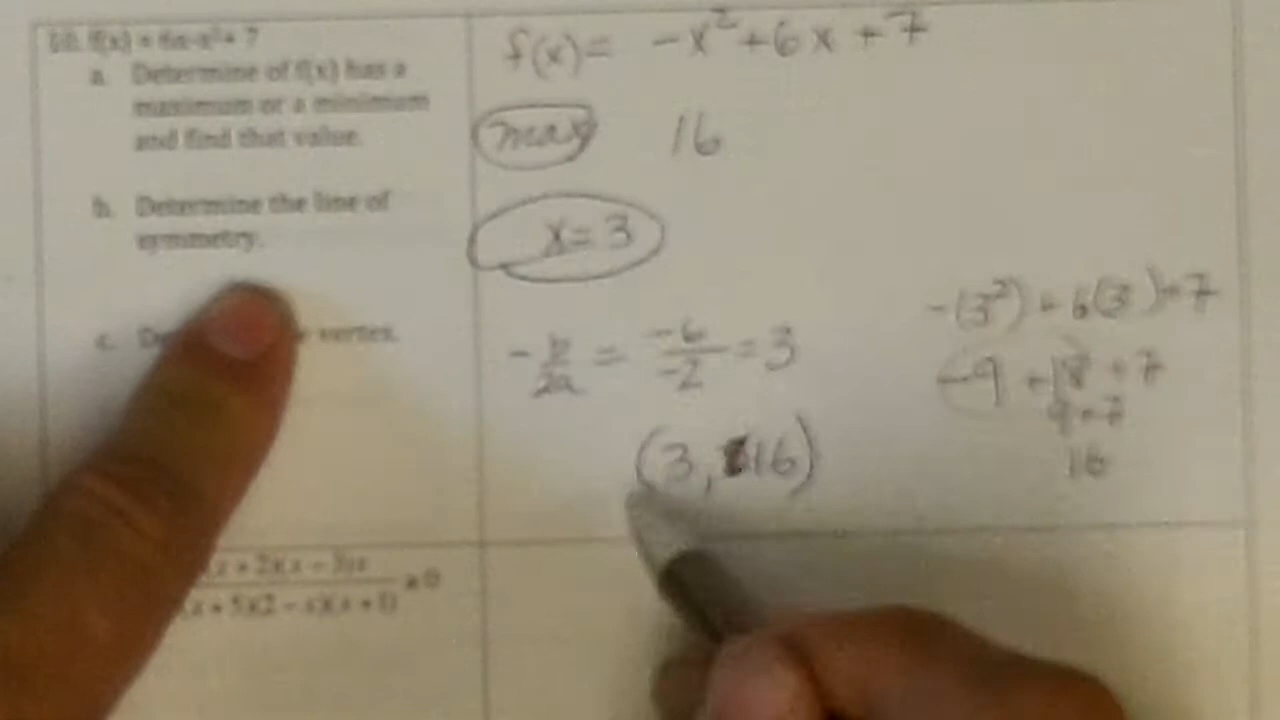 10. f(x) = 6x-x²+ 7
a. Determine of f(x) has a
maximum or a minimum
and find that value.
b. Determine the line of
symmetry.
c. vertex.
f(x) = -x² + 6x + 7
max 16
x = 3
-b/2a = -6/-2 = 3
(3, 16)
-(3²) + 6(3) + 7
-9 + 18 + 7
9 + 7
16